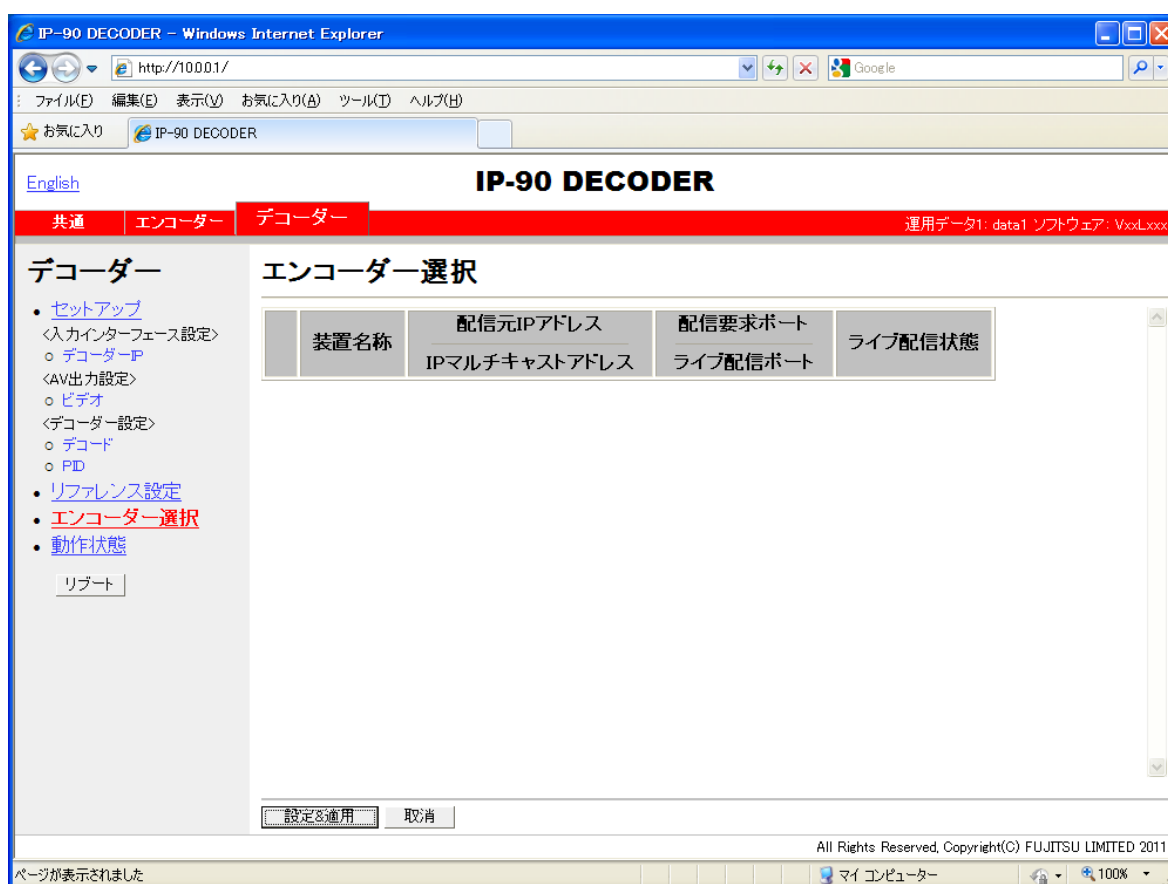 IP-90 DECODER - Windows Internet Explorer
http://10.0.0.1/
Google
ファイル(F) 編集(E) 表示(V) お気に入り(A) ツール(T) ヘルプ(H)
お気に入り IP-90 DECODER
English
IP-90 DECODER
共通 エンコーダー デコーダー
運用データ1: data1 ソフトウェア: VxxLxxx
デコーダー
セットアップ
<入力インターフェース設定>
デコーダーIP
<AV出力設定>
ビデオ
<デコーダー設定>
デコード
PID
リファレンス設定
エンコーダー選択
動作状態
リブート
エンコーダー選択
装置名称
配信元IPアドレス
IPマルチキャストアドレス
配信要求ポート
ライブ配信ポート
ライブ配信状態
設定&適用 取消
All Rights Reserved, Copyright(C) FUJITSU LIMITED 2011
ページが表示されました
マイ コンピューター
100%